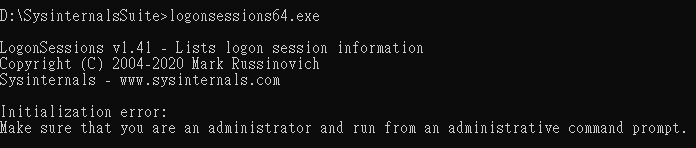 D:\SysinternalsSuite>logonsessions64.exe
LogonSessions v1.41 - Lists logon session information
Copyright (C) 2004-2020 Mark Russinovich
Sysinternals - www.sysinternals.com
Initialization error:
Make sure that you are an administrator and run from an administrative command prompt.